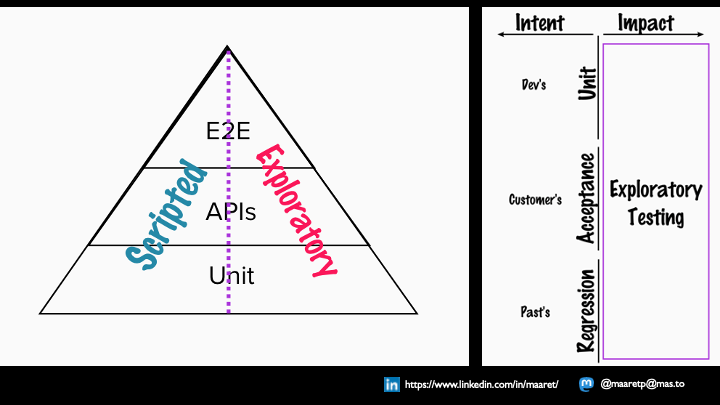 E2E
APIs
Unit
Scripted
Exploratory
Intent
Impact
Dev's
Unit
Customer's
Acceptance
Exploratory
Testing
Past's
Regression
in
https://www.linkedin.com/in/maaret/
m
@maaretp@mas.to